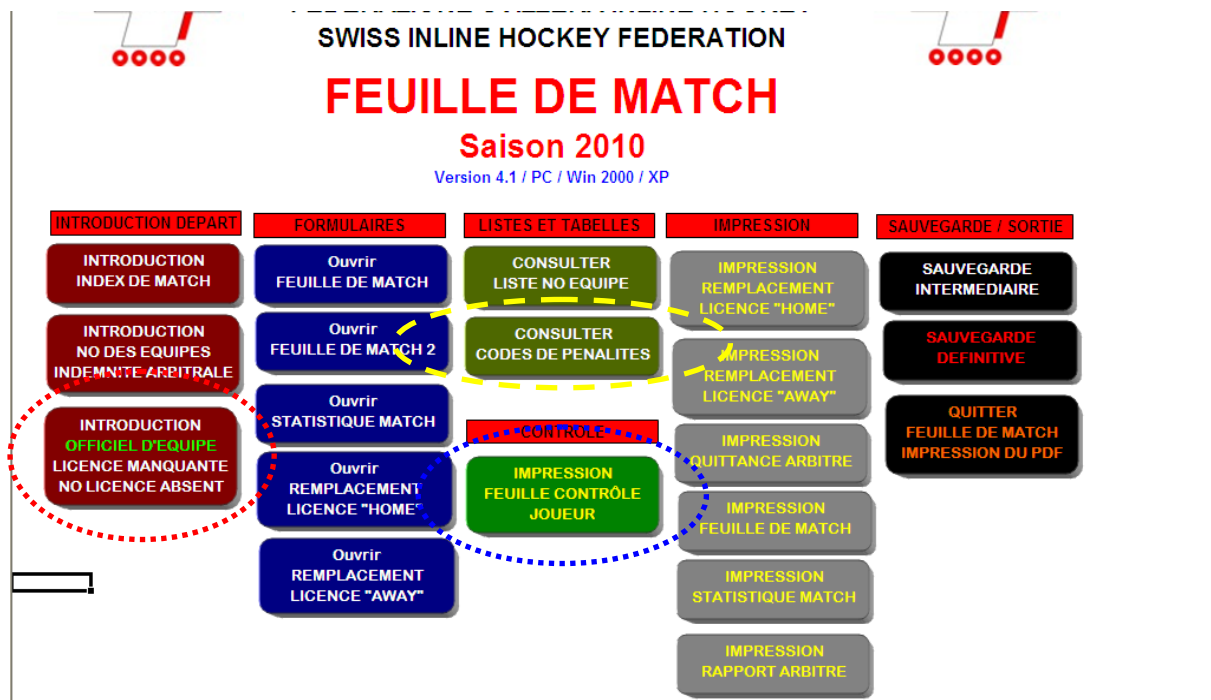 SWISS INLINE HOCKEY FEDERATION
FEUILLE DE MATCH
Saison 2010
Version 4.1 / PC / Win 2000 / XP
INTRODUCTION DEPART
INTRODUCTION
INDEX DE MATCH
INTRODUCTION
NO DES EQUIPES
INDEMNITE ARBITRALE
INTRODUCTION
OFFICIEL D'EQUIPE
LICENCE MANQUANTE
NO LICENCE ABSENT
FORMULAIRES
Ouvrir
FEUILLE DE MATCH
Ouvrir
FEUILLE DE MATCH 2
Ouvrir
STATISTIQUE MATCH
Ouvrir
REMPLACEMENT
LICENCE "HOME"
Ouvrir
REMPLACEMENT
LICENCE "AWAY"
LISTES ET TABELLES
CONSULTER
LISTE NO EQUIPE
CONSULTER
CODES DE PENALITES
CONTROLE
IMPRESSION
FEUILLE CONTRÔLE
JOUEUR
IMPRESSION
IMPRESSION
REMPLACEMENT
LICENCE "HOME"
IMPRESSION
REMPLACEMENT
LICENCE "AWAY"
IMPRESSION
QUITTANCE ARBITRE
IMPRESSION
FEUILLE DE MATCH
IMPRESSION
STATISTIQUE MATCH
IMPRESSION
RAPPORT ARBITRE
SAUVEGARDE / SORTIE
SAUVEGARDE
INTERMEDIAIRE
SAUVEGARDE
DEFINITIVE
QUITTER
FEUILLE DE MATCH
IMPRESSION DU PDF